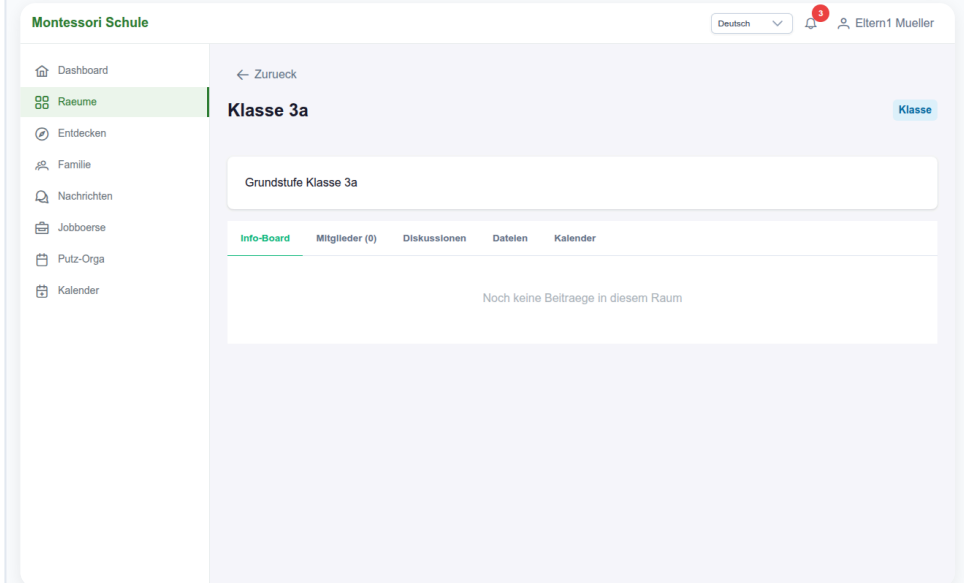 Montessori Schule
Deutsch
3
Eltern1 Mueller
Dashboard
Raeume
Entdecken
Familie
Nachrichten
Jobboerse
Putz-Orga
Kalender
← Zurueck
Klasse 3a
Klasse
Grundstufe Klasse 3a
Info-Board Mitglieder (0) Diskussionen Dateien Kalender
Noch keine Beitraege in diesem Raum